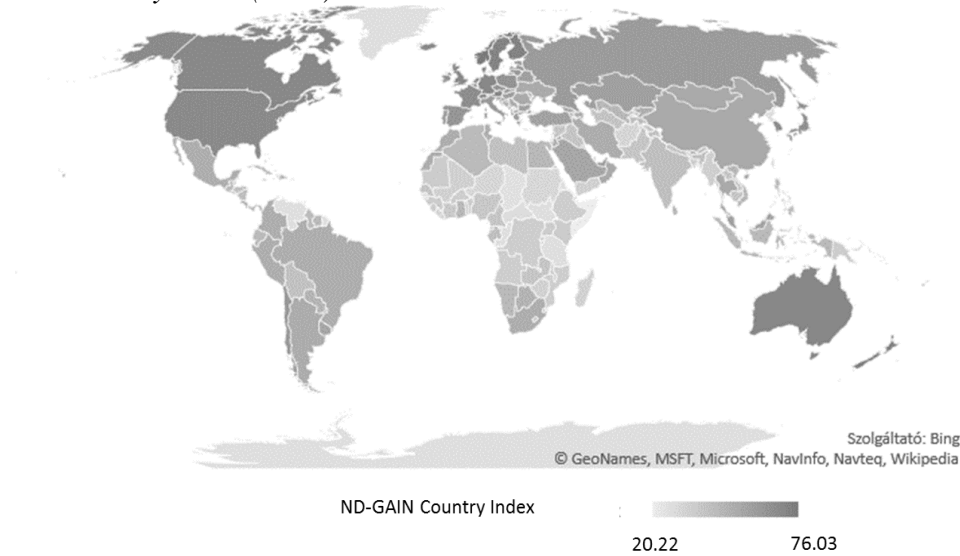 Szolgáltató: Bing
© GeoNames, MSFT, Microsoft, NavInfo, Navteq, Wikipedia
ND-GAIN Country Index
20.22 76.03